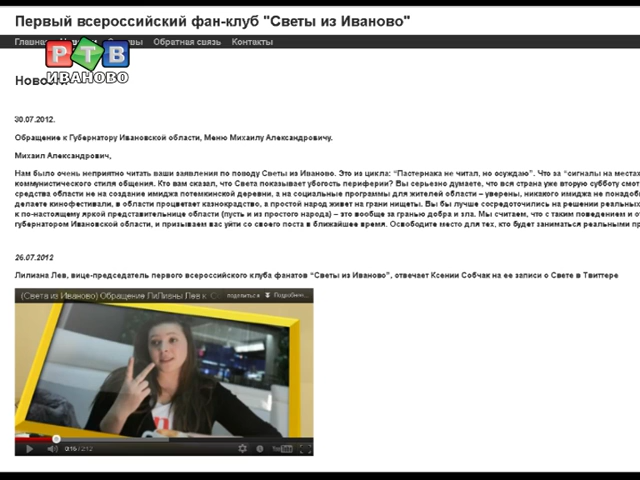 Первый всероссийский фан-клуб "Светы из Иваново"
Обратная связь Контакты
РТВ
ИВАНОВО
30.07.2012.
Обращение к Губернатору Ивановской области, Меню Михаилу Александровичу.
Михаил Александрович,
Нам было очень неприятно читать ваши заявления по поводу Светы из Иваново. Это из цикла: “Пастернака не читал, но осуждаю”. Что за “сигналы на местах
коммунистического стиля общения. Кто вам сказал, что Света показывает убогость периферии? Вы серьезно думаете, что вся страна уже вторую субботу смот
средства области не на создание имиджа потемкинской деревни, а на социальные программы для жителей области – уверены, никакого имиджа не понадоб
делаете кинофестивали, в области процветает казнокрадство, а простой народ живет на грани нищеты. Вы бы лучше сосредоточились на решении реальных
к по-настоящему яркой представительнице области (пусть и из простого народа) – это вообще за гранью добра и зла. Мы считаем, что с таким поведением и от
губернатором Ивановской области, и призываем вас уйти со своего поста в ближайшее время. Освободите место для тех, кто будет заниматься реальными пр
26.07.2012
Лилиана Лев, вице-председатель первого всероссийского клуба фанатов “Светы из Иваново”, отвечает Ксении Собчак на ее записи о Свете в Твиттере
(Света из Иваново) Обращение ЛиЛианы Лев к поделиться Подробнее...
0:15 / 2:12